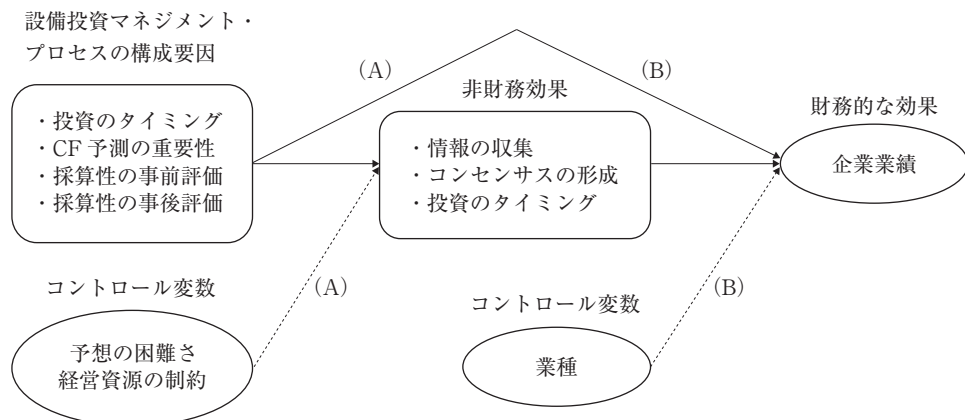 設備投資マネジメント・
プロセスの構成要因
・投資のタイミング
・CF 予測の重要性
・採算性の事前評価
・採算性の事後評価
(A)
(B)
非財務効果
・情報の収集
・コンセンサスの形成
・投資のタイミング
財務的な効果
企業業績
コントロール変数
予想の困難さ
経営資源の制約
(A)
コントロール変数
業種
(B)